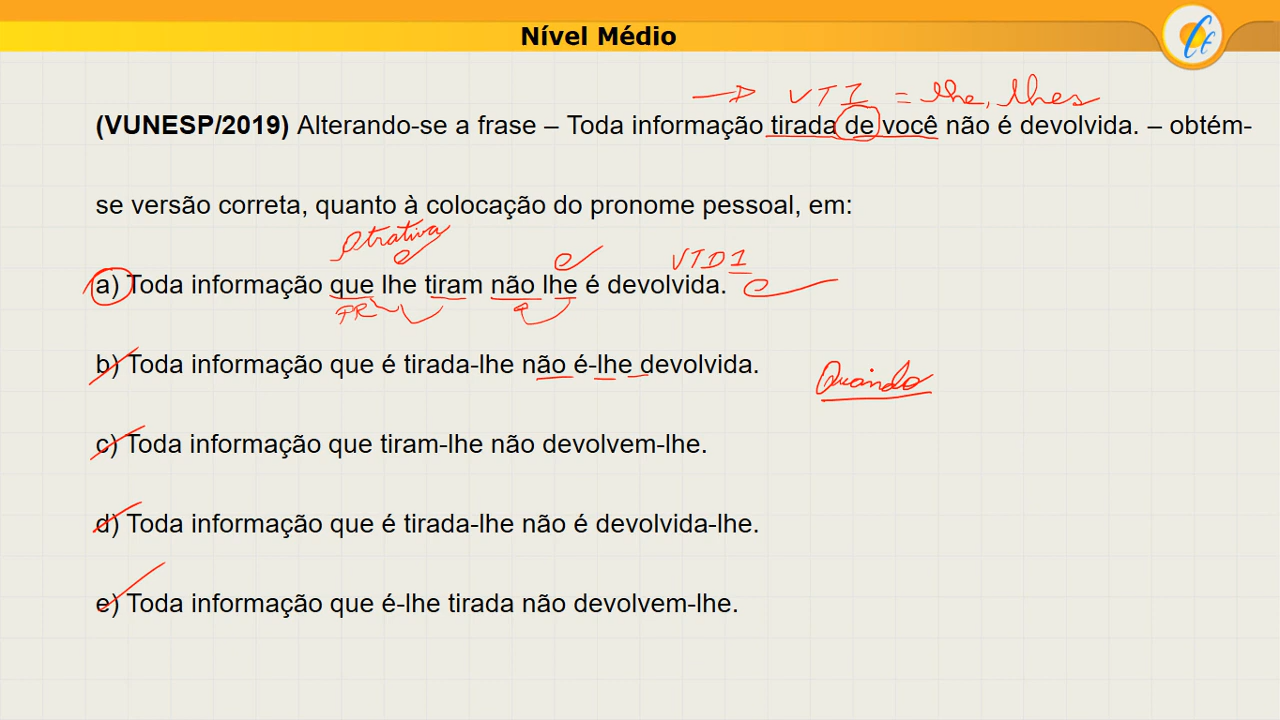 Nível Médio
CF
→ VTI = lhe, lhes
(VUNESP/2019) Alterando-se a frase – Toda informação tirada de você não é devolvida. – obtém-
se versão correta, quanto à colocação do pronome pessoal, em:
atrativa
VTDI
a) Toda informação que lhe tiram não lhe é devolvida.
PR
b) Toda informação que é tirada-lhe não é-lhe devolvida.
Quando
c) Toda informação que tiram-lhe não devolvem-lhe.
d) Toda informação que é tirada-lhe não é devolvida-lhe.
e) Toda informação que é-lhe tirada não devolvem-lhe.